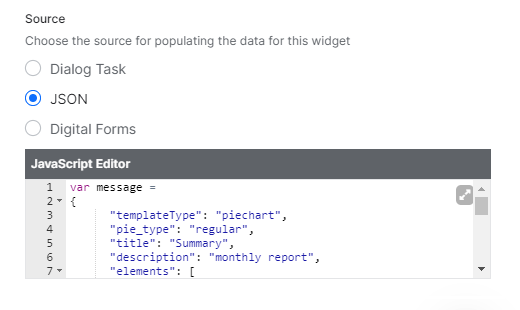 Source
Choose the source for populating the data for this widget
Dialog Task
JSON
Digital Forms
JavaScript Editor
1 var message =
2 {
3 "templateType": "piechart",
4 "pie_type": "regular",
5 "title": "Summary",
6 "description": "monthly report",
7 "elements": [